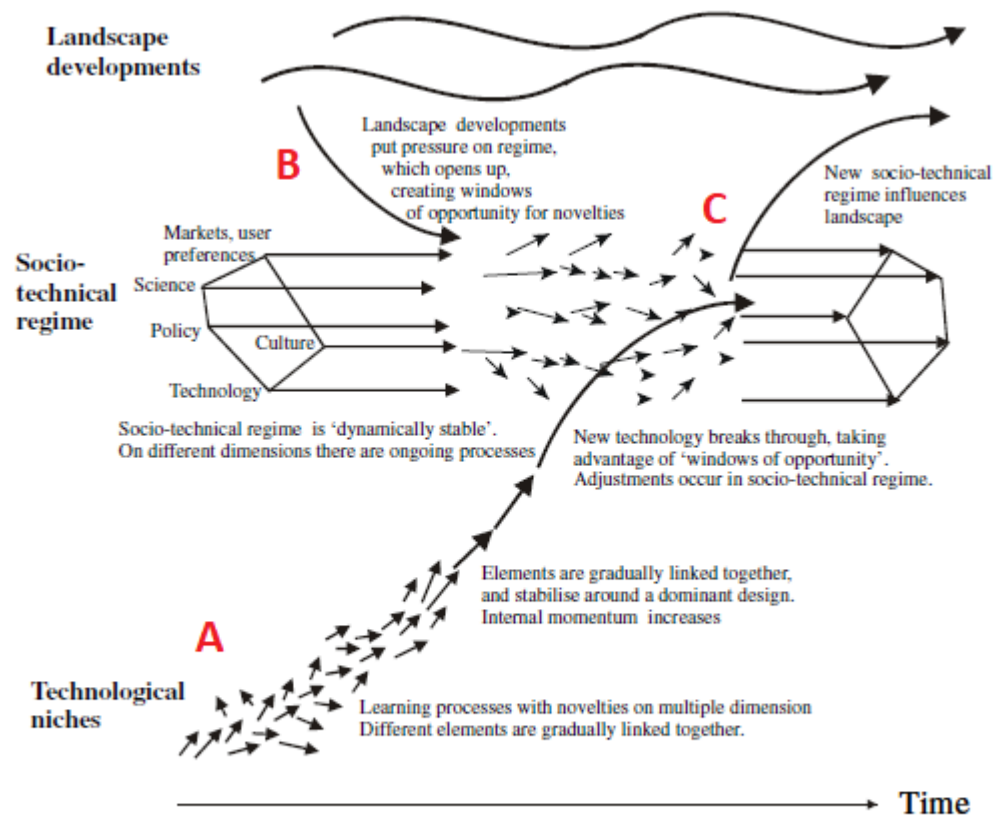 Landscape
developments
B
Landscape developments
put pressure on regime,
which opens up,
creating windows
of opportunity for novelties
C
New socio-technical
regime influences
landscape
Socio-
technical
regime
Markets, user
preferences
Science
Policy
Culture
Technology
Socio-technical regime is ‘dynamically stable’.
On different dimensions there are ongoing processes
New technology breaks through, taking
advantage of ‘windows of opportunity’.
Adjustments occur in socio-technical regime.
Elements are gradually linked together,
and stabilise around a dominant design.
Internal momentum increases
A
Technological
niches
Learning processes with novelties on multiple dimension
Different elements are gradually linked together.
Time